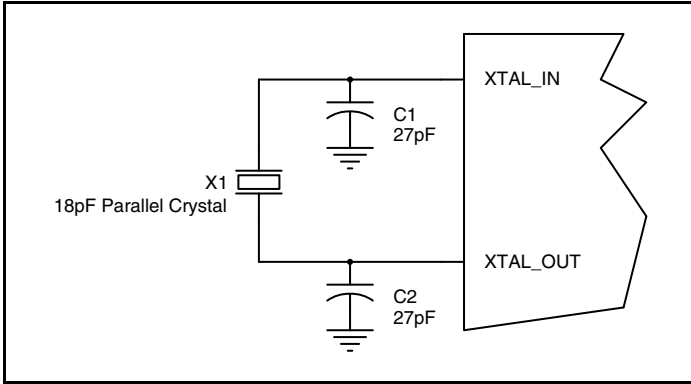 XTAL_IN
C1
27pF
X1
18pF Parallel Crystal
XTAL_OUT
C2
27pF